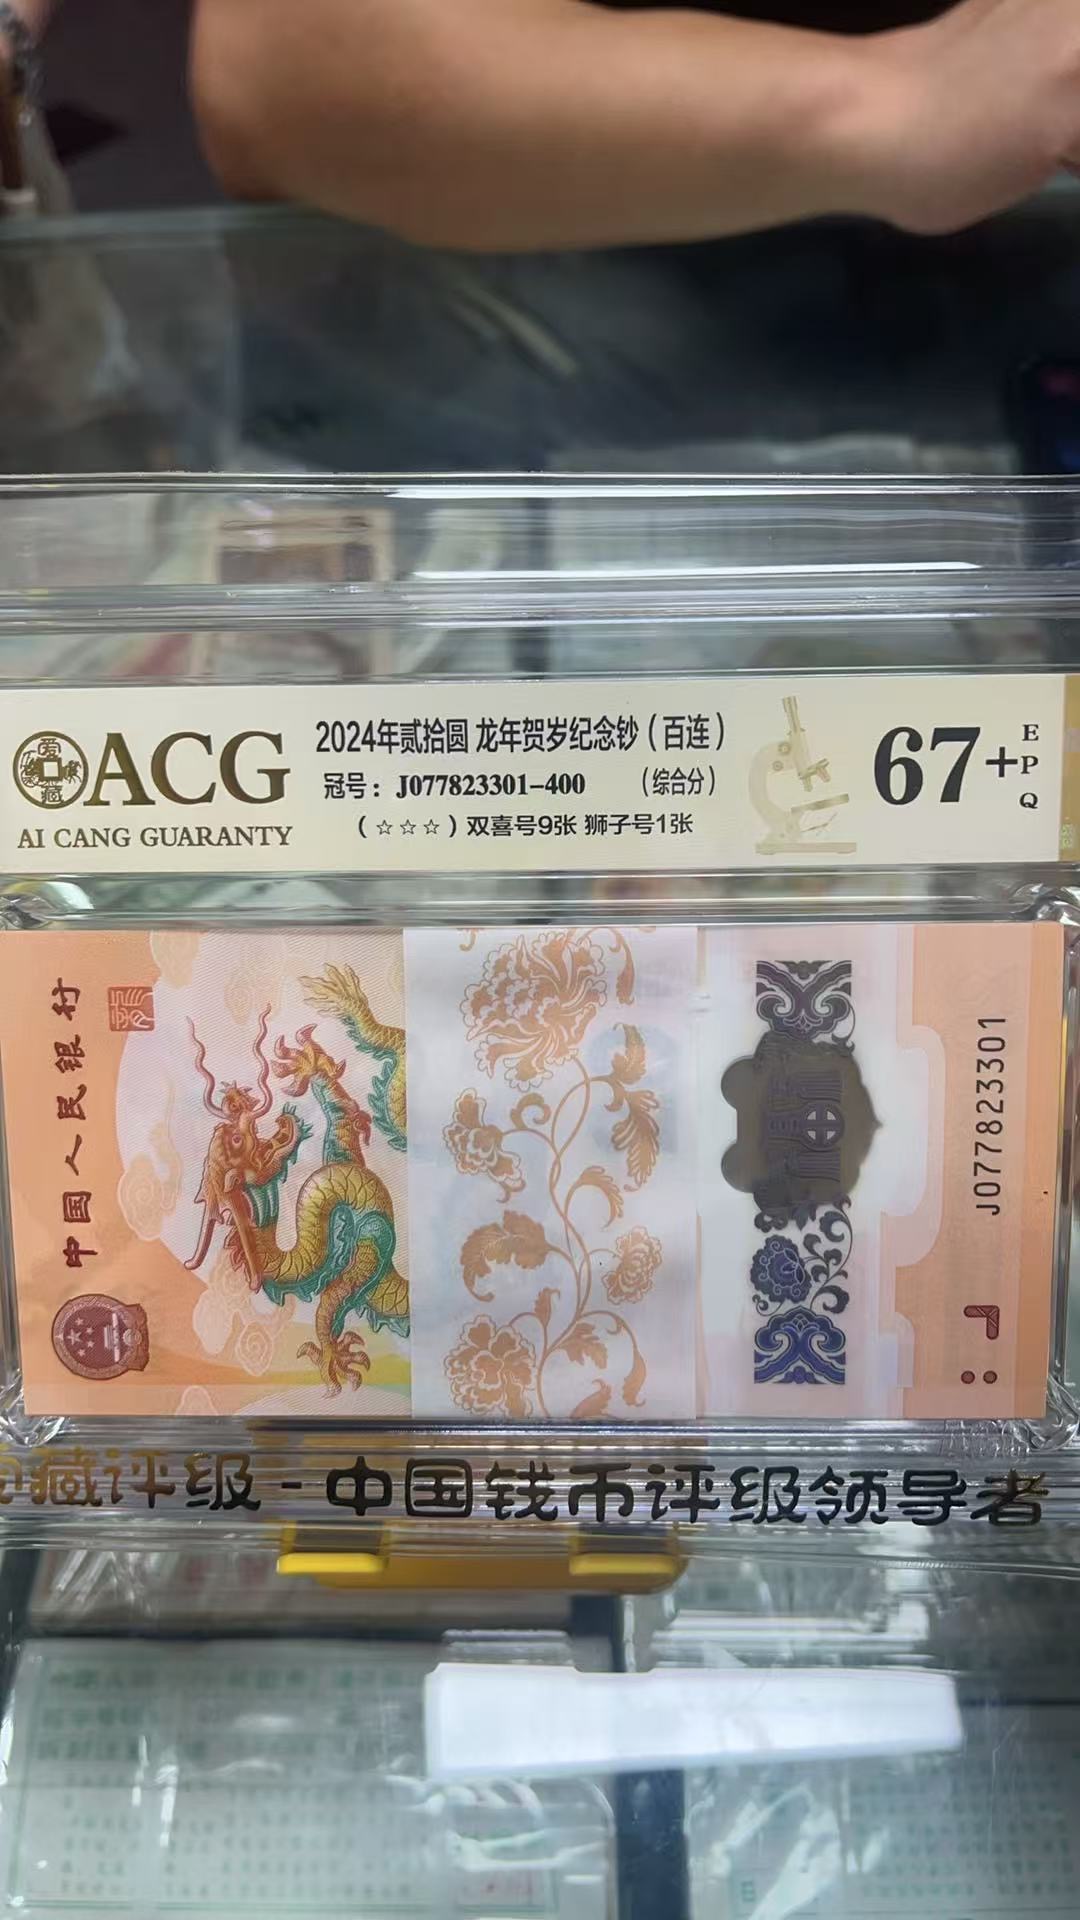 ACG
AI CANG GUARANTY
2024年贰拾圆 龙年贺岁纪念钞（百连）
冠号：J077823301-400 （综合分）
（☆☆☆）双喜号9张 狮子号1张
67+
E
P
Q
中国人民银行
J077823301
藏评级-中国钱币评级领导者